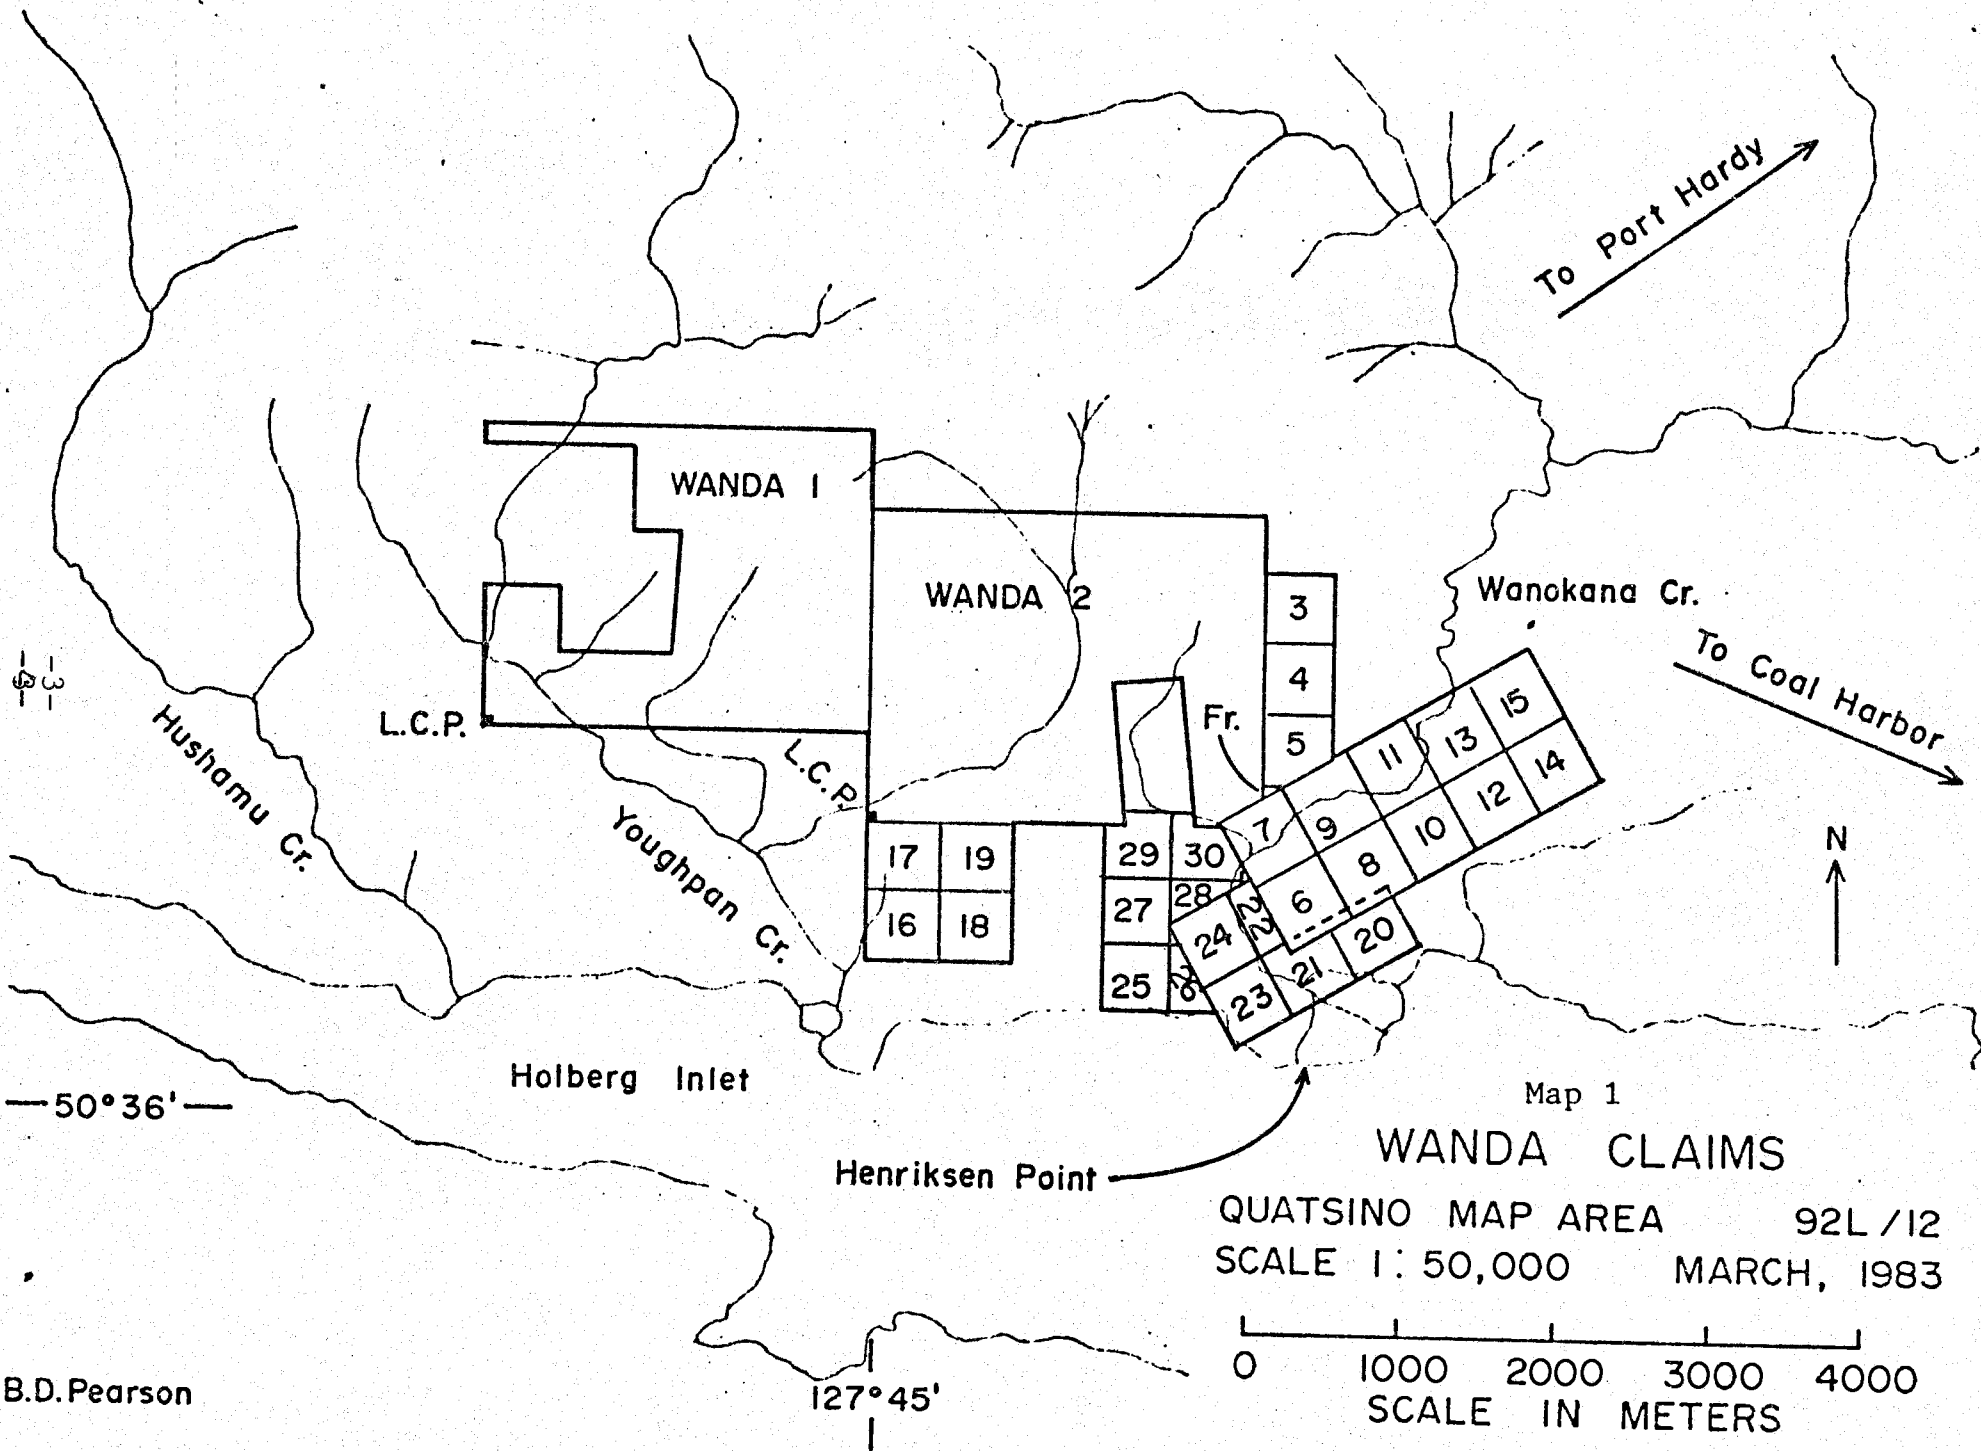 To Port Hardy
WANDA 1
WANDA 2
Wanokana Cr.
To Coal Harbor
3
4
5
Fr.
L.C.P.
L.C.P.
Hushamu Cr.
Youghpan Cr.
15
13
11
14
12
10
9
7
8
6
17
19
16
18
29
30
27
28
25
26
22
24
20
21
23
N
Holberg Inlet
50°36'
Henriksen Point
Map 1
WANDA CLAIMS
QUATSINO MAP AREA 92L/12
SCALE 1:50,000 MARCH, 1983
0 1000 2000 3000 4000
SCALE IN METERS
B.D. Pearson
127°45'